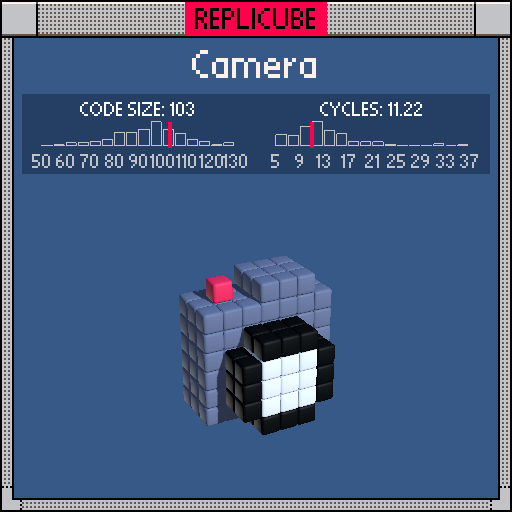 REPLICUBE
Camera
CODE SIZE: 103
50 60 70 80 90100110120130
CYCLES: 11.22
5 9 13 17 21 25 29 33 37